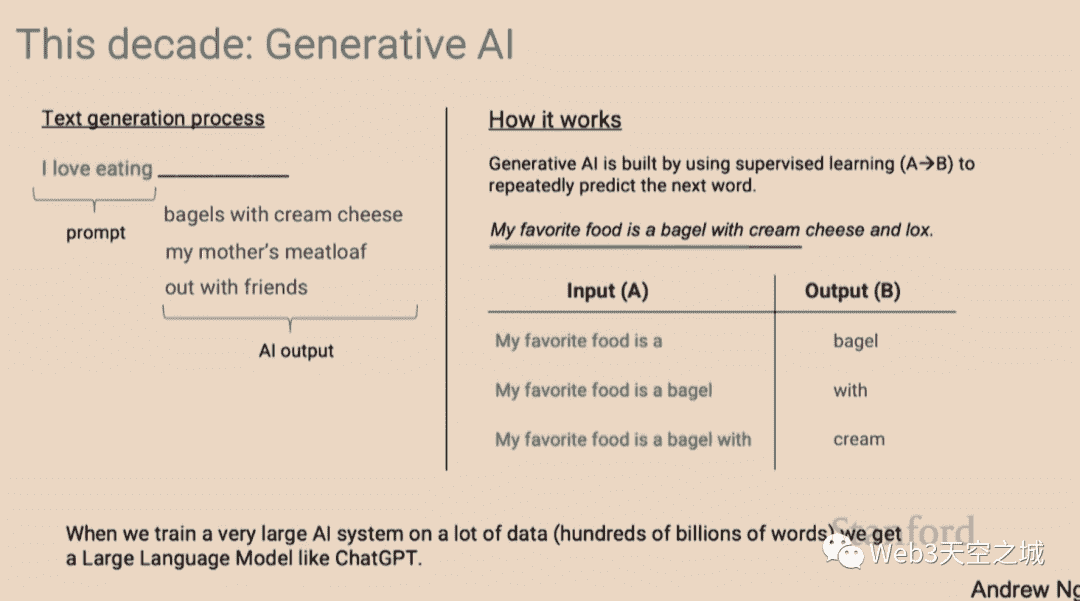 This decade: Generative AI
Text generation process
I love eating
prompt
bagels with cream cheese
my mother's meatloaf
out with friends
AI output
How it works
Generative AI is built by using supervised learning (A→B) to
repeatedly predict the next word.
My favorite food is a bagel with cream cheese and lox.
Input (A) Output (B)
My favorite food is a bagel
My favorite food is a bagel with
My favorite food is a bagel with cream
When we train a very large AI system on a lot of data (hundreds of billions of words) we get
a Large Language Model like ChatGPT.
Stanford
Web3天空之城
Andrew Ng